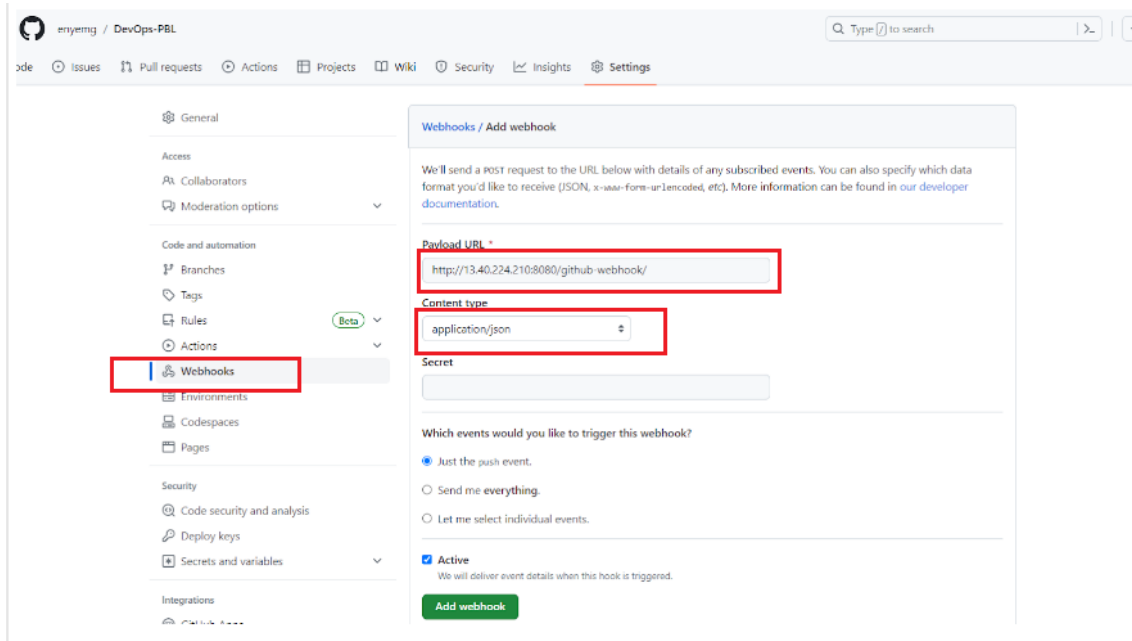 enyemg / DevOps-PBL
Type / to search
ode Issues Pull requests Actions Projects Wiki Security Insights Settings
General
Access
Collaborators
Moderation options
Code and automation
Branches
Tags
Rules Beta
Actions
Webhooks
Environments
Codespaces
Pages
Security
Code security and analysis
Deploy keys
Secrets and variables
Integrations
GitHub Apps
Webhooks / Add webhook
We'll send a POST request to the URL below with details of any subscribed events. You can also specify which data
format you'd like to receive (JSON, x-www-form-urlencoded, etc). More information can be found in our developer
documentation.
Payload URL *
http://13.40.224.210:8080/github-webhook/
Content type
application/json
Secret
Which events would you like to trigger this webhook?
Just the push event.
Send me everything.
Let me select individual events.
Active
We will deliver event details when this hook is triggered.
Add webhook